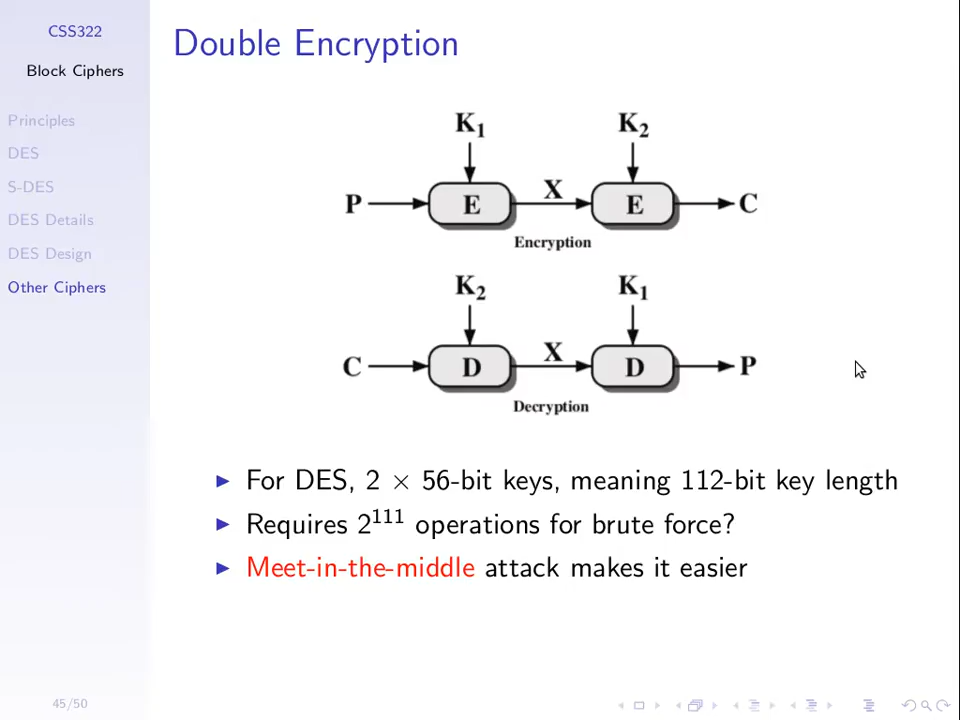 CSS322
Block Ciphers
Principles
DES
S-DES
DES Details
DES Design
Other Ciphers
45/50
Double Encryption
K₁ K₂
P E X E C
Encryption
K₂ K₁
C D X D P
Decryption
For DES, 2 × 56-bit keys, meaning 112-bit key length
Requires 2¹¹¹ operations for brute force?
Meet-in-the-middle attack makes it easier